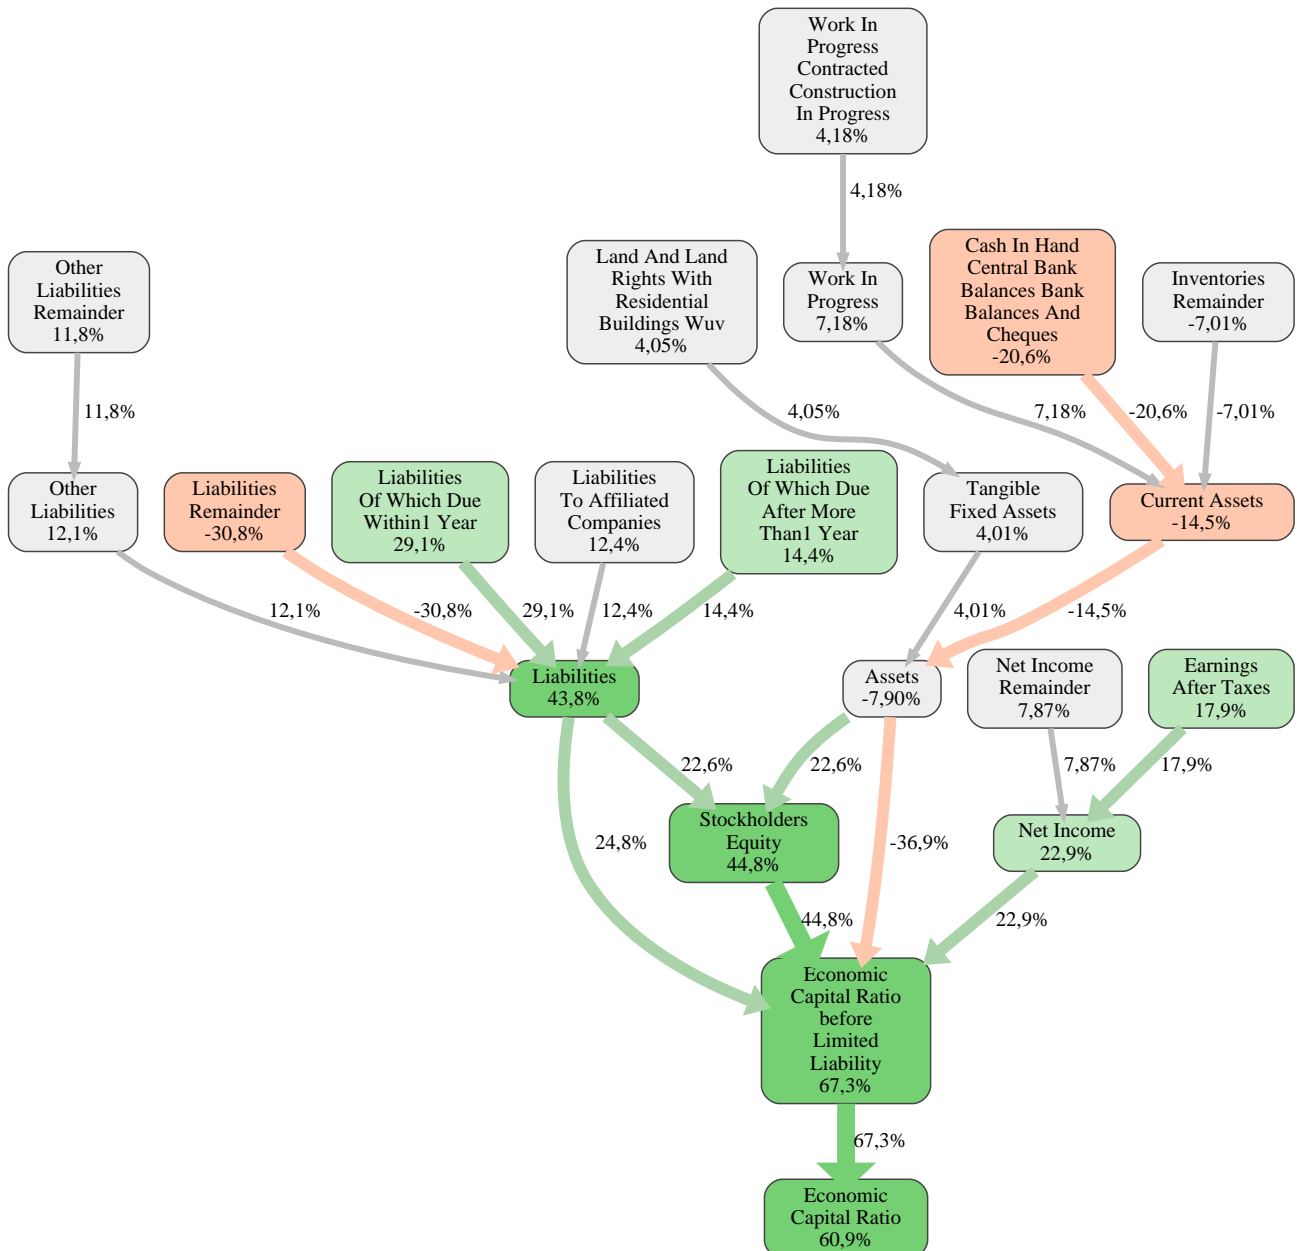 Work In
Progress
Contracted
Construction
In Progress
4,18%
4,18%
Other
Liabilities
Remainder
11,8%
Land And Land
Rights With
Residential
Buildings Wuv
4,05%
Work In
Progress
7,18%
Cash In Hand
Central Bank
Balances Bank
Balances And
Cheques
-20,6%
Inventories
Remainder
-7,01%
11,8%
4,05%
7,18%
-20,6%
-7,01%
Other
Liabilities
12,1%
Liabilities
Remainder
-30,8%
Liabilities
Of Which Due
Within1 Year
29,1%
Liabilities
To Affiliated
Companies
12,4%
Liabilities
Of Which Due
After More
Than1 Year
14,4%
Tangible
Fixed Assets
4,01%
Current Assets
-14,5%
12,1%
-30,8%
29,1%
12,4%
14,4%
4,01%
-14,5%
Liabilities
43,8%
Assets
-7,90%
Net Income
Remainder
7,87%
Earnings
After Taxes
17,9%
22,6%
22,6%
7,87%
17,9%
Stockholders
Equity
44,8%
Net Income
22,9%
24,8%
-36,9%
44,8%
22,9%
Economic
Capital Ratio
before
Limited
Liability
67,3%
67,3%
Economic
Capital Ratio
60,9%